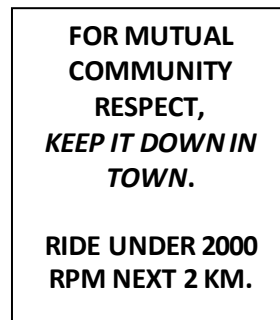 FOR MUTUAL
COMMUNITY
RESPECT,
KEEP IT DOWN IN
TOWN.
RIDE UNDER 2000
RPM NEXT 2 KM.